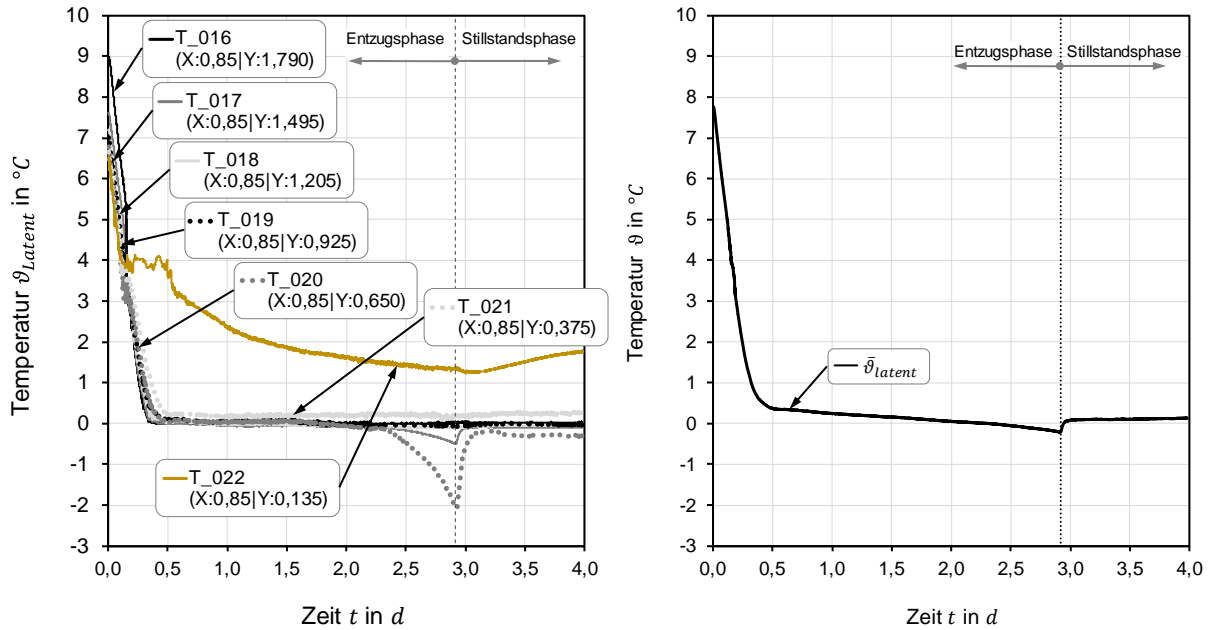 Temperatur ϑ_Latent in °C
10
9
8
7
6
5
4
3
2
1
0
-1
-2
-3
0,0 0,5 1,0 1,5 2,0 2,5 3,0 3,5 4,0
Zeit t in d
Entzugsphase Stillstandsphase
T_016
(X:0,85|Y:1,790)
T_017
(X:0,85|Y:1,495)
T_018
(X:0,85|Y:1,205)
T_019
(X:0,85|Y:0,925)
T_020
(X:0,85|Y:0,650)
T_021
(X:0,85|Y:0,375)
T_022
(X:0,85|Y:0,135)
Temperatur ϑ in °C
10
9
8
7
6
5
4
3
2
1
0
-1
-2
-3
0,0 0,5 1,0 1,5 2,0 2,5 3,0 3,5 4,0
Zeit t in d
Entzugsphase Stillstandsphase
ϑ̄_latent